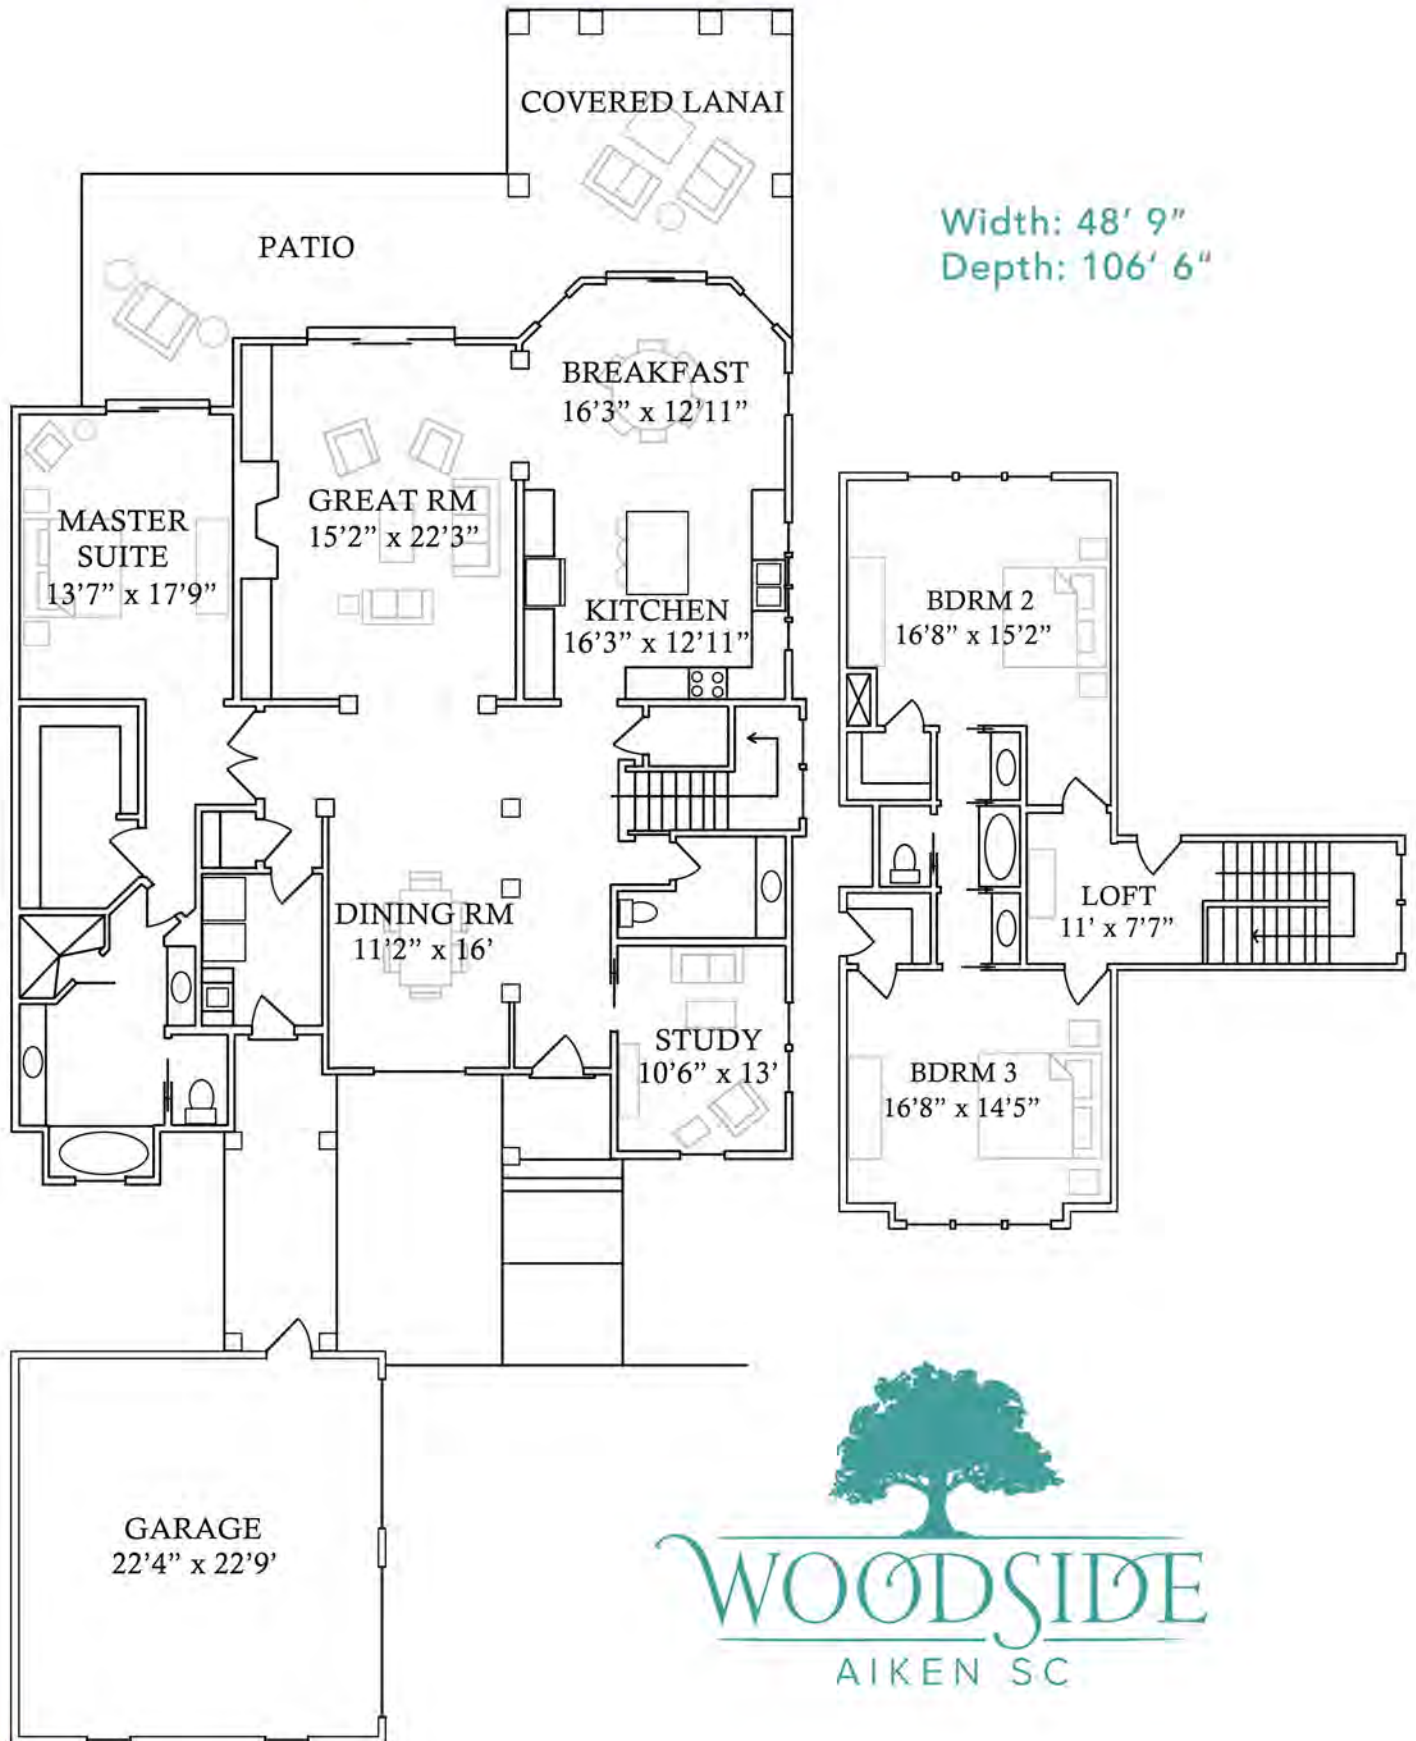 COVERED LANAI
Width: 48' 9"
Depth: 106' 6"
PATIO
BREAKFAST
16'3" x 12'11"
GREAT RM
15'2" x 22'3"
MASTER
SUITE
13'7" x 17'9"
KITCHEN
16'3" x 12'11"
BDRM 2
16'8" x 15'2"
DINING RM
11'2" x 16'
LOFT
11' x 7'7"
STUDY
10'6" x 13'
BDRM 3
16'8" x 14'5"
GARAGE
22'4" x 22'9'
WOODSIDE
AIKEN SC